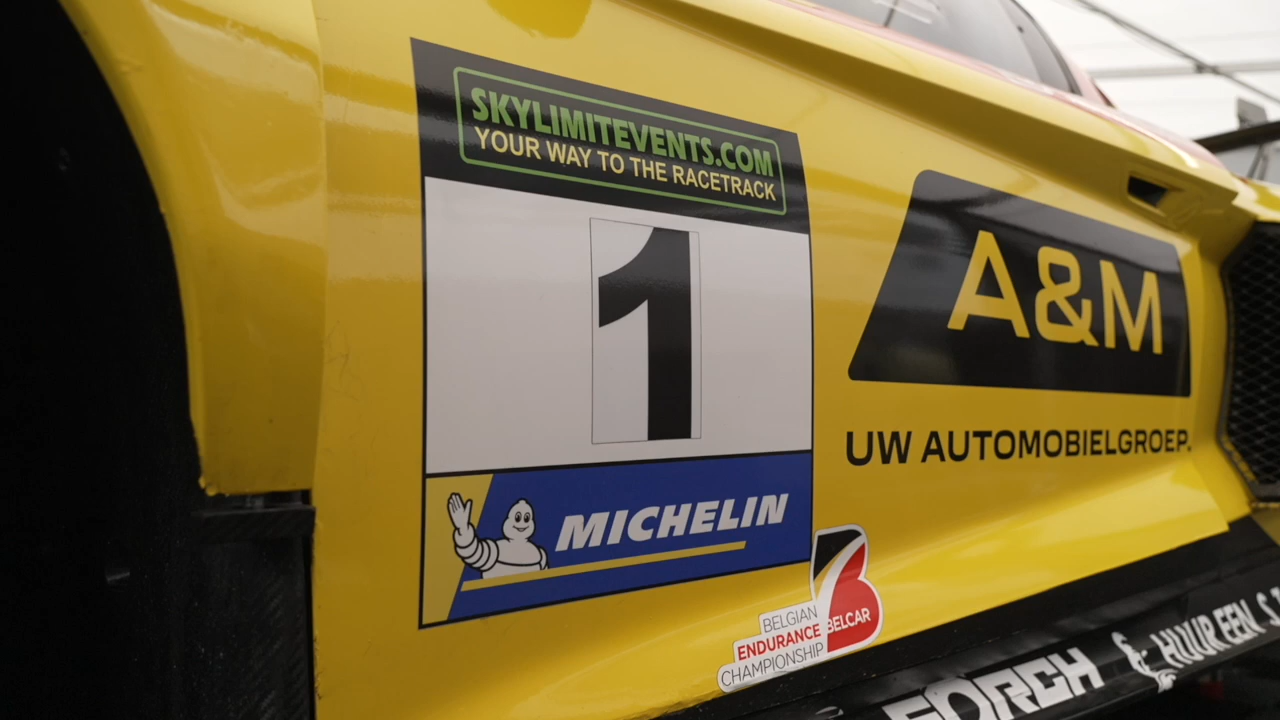 SKYLIMITEVENTS.COM
YOUR WAY TO THE RACETRACK
1
MICHELIN
A&M
UW AUTOMOBIELGROEP.
BELGIAN
ENDURANCE
CHAMPIONSHIP
BELCAR
FORCH
HUUR EEN